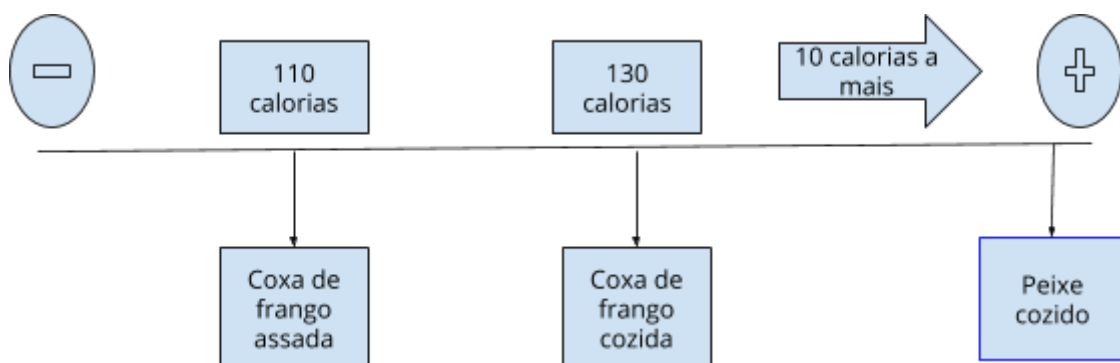 110
calorias
130
calorias
10 calorias a
mais
Coxa de
frango
assada
Coxa de
frango
cozida
Peixe
cozido